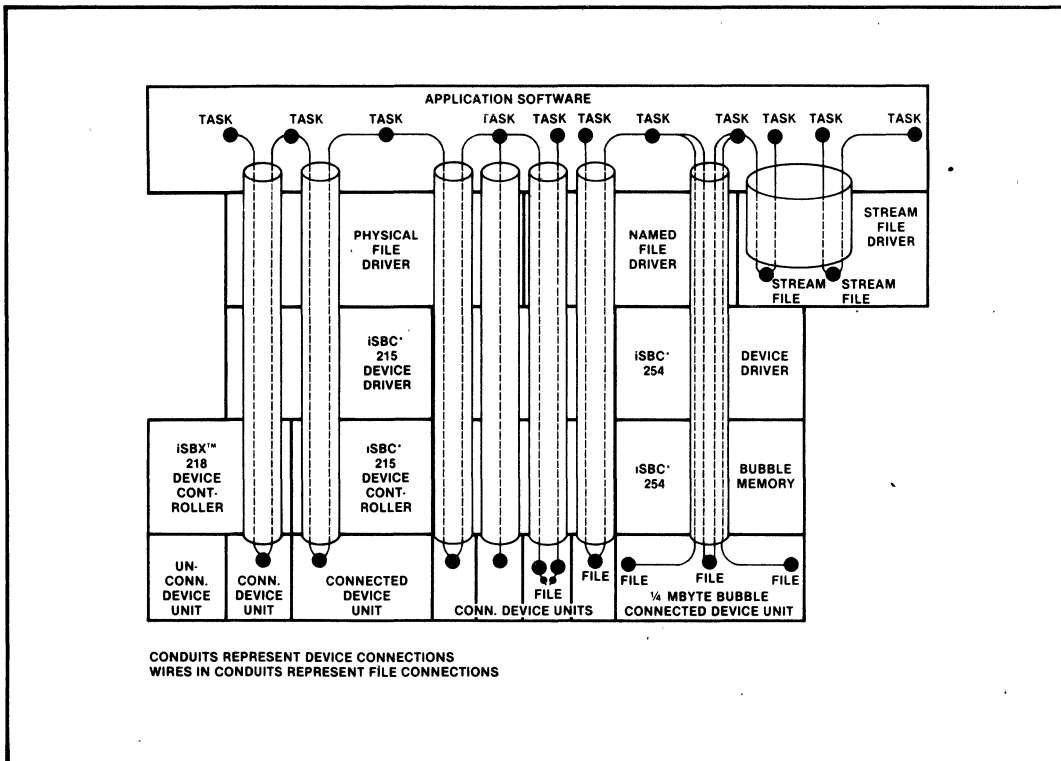 APPLICATION SOFTWARE
TASK TASK TASK TASK TASK TASK TASK TASK TASK TASK TASK
PHYSICAL
FILE
DRIVER
NAMED
FILE
DRIVER
STREAM
FILE
DRIVER
STREAM
FILE
STREAM
FILE
iSBC*
215
DEVICE
DRIVER
iSBC*
254
DEVICE
DRIVER
iSBX™
218
DEVICE
CONT-
ROLLER
iSBC*
215
DEVICE
CONT-
ROLLER
iSBC*
254
BUBBLE
MEMORY
UN-
CONN.
DEVICE
UNIT
CONN.
DEVICE
UNIT
CONNECTED
DEVICE
UNIT
FILE
FILE
CONN. DEVICE UNITS
FILE
FILE
FILE
¼ MBYTE BUBBLE
CONNECTED DEVICE UNIT
CONDUITS REPRESENT DEVICE CONNECTIONS
WIRES IN CONDUITS REPRESENT FILE CONNECTIONS